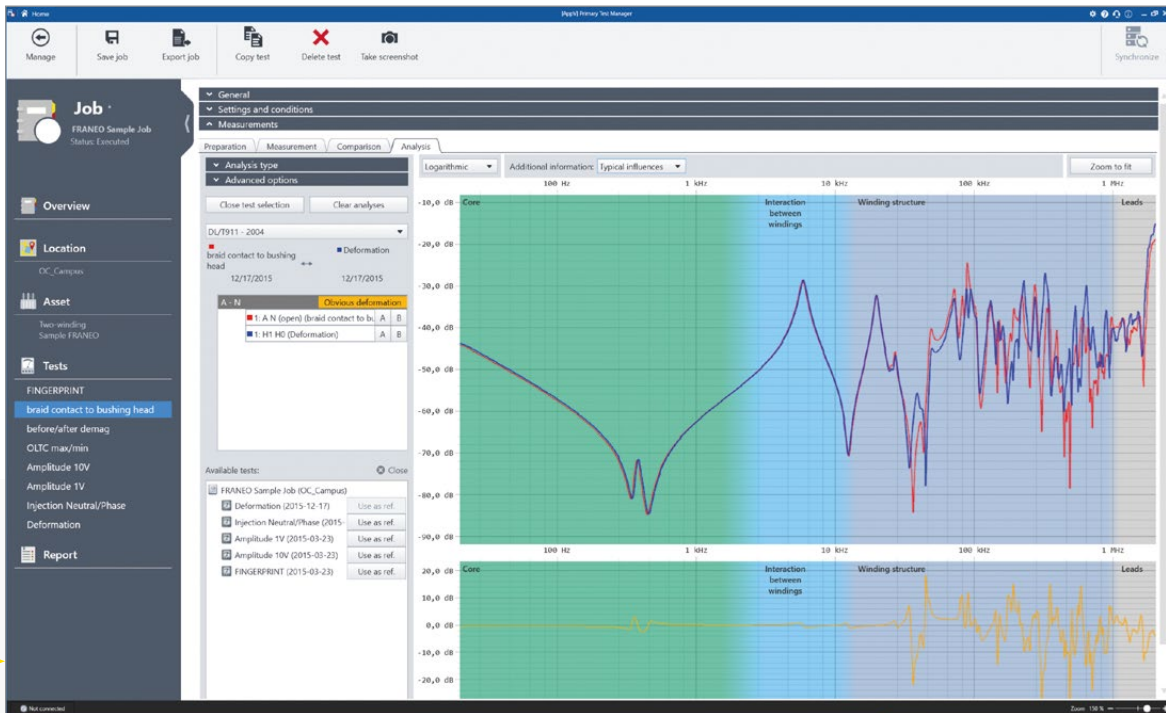 Home
[Apply] Primary Test Manager
Manage
Save job
Export job
Copy test
Delete test
Take screenshot
Synchronize
Job
FRANEO Sample Job
Status: Executed
Overview
Location
OC_Campus
Asset
Two-winding
Sample FRANEO
Tests
FINGERPRINT
braid contact to bushing head
before/after demag
OLTC max/min
Amplitude 10V
Amplitude 1V
Injection Neutral/Phase
Deformation
Report
General
Settings and conditions
Measurements
Preparation
Measurement
Comparison
Analysis
Analysis type
Advanced options
Close test selection
Clear analyses
DL/T911 - 2004
braid contact to bushing
head
12/17/2015
Deformation
12/17/2015
A - N
Obvious deformation
1: A N (open) (braid contact to bu. A B
1: H1 H0 (Deformation) A B
Available tests:
Close
FRANEO Sample Job (OC_Campus)
Deformation (2015-12-17) Use as ref.
Injection Neutral/Phase (2015- Use as ref.
Amplitude 1V (2015-03-23) Use as ref.
Amplitude 10V (2015-03-23) Use as ref.
FINGERPRINT (2015-03-23) Use as ref.
Logarithmic
Additional information: Typical influences
Zoom to fit
100 Hz 1 kHz 10 kHz 100 kHz 1 MHz
Core
Interaction
between
windings
Winding structure
Leads
-10,0 dB
-20,0 dB
-30,0 dB
-40,0 dB
-50,0 dB
-60,0 dB
-70,0 dB
-80,0 dB
-90,0 dB
100 Hz 1 kHz 10 kHz 100 kHz 1 MHz
Core
Interaction
between
windings
Winding structure
Leads
20,0 dB
10,0 dB
0,0 dB
-10,0 dB
-20,0 dB
Not connected
Zoom 150 %